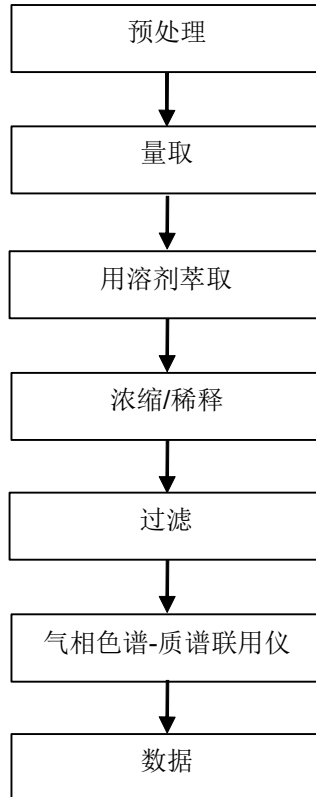 预处理
量取
用溶剂萃取
浓缩/稀释
过滤
气相色谱-质谱联用仪
数据